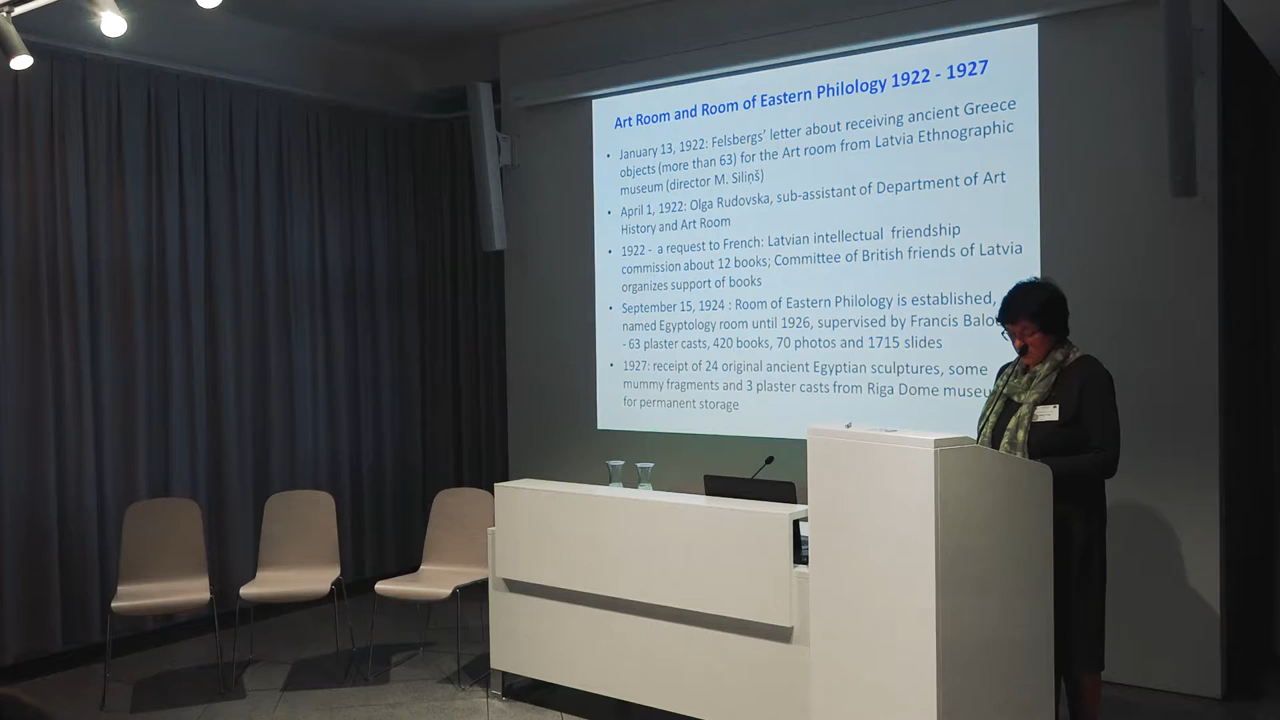 Art Room and Room of Eastern Philology 1922 - 1927
• January 13, 1922: Felsbergs' letter about receiving ancient Greece
objects (more than 63) for the Art room from Latvia Ethnographic
museum (director M. Siliņš)
• April 1, 1922: Olga Rudovska, sub-assistant of Department of Art
History and Art Room
• 1922 - a request to French: Latvian intellectual friendship
commission about 12 books; Committee of British friends of Latvia
organizes support of books
• September 15, 1924 : Room of Eastern Philology is established,
named Egyptology room until 1926, supervised by Francis
- 63 plaster casts, 420 books, 70 photos and 1715 slides
• 1927: receipt of 24 original ancient Egyptian sculptures, some
mummy fragments and 3 plaster casts from Riga Dome
for permanent storage